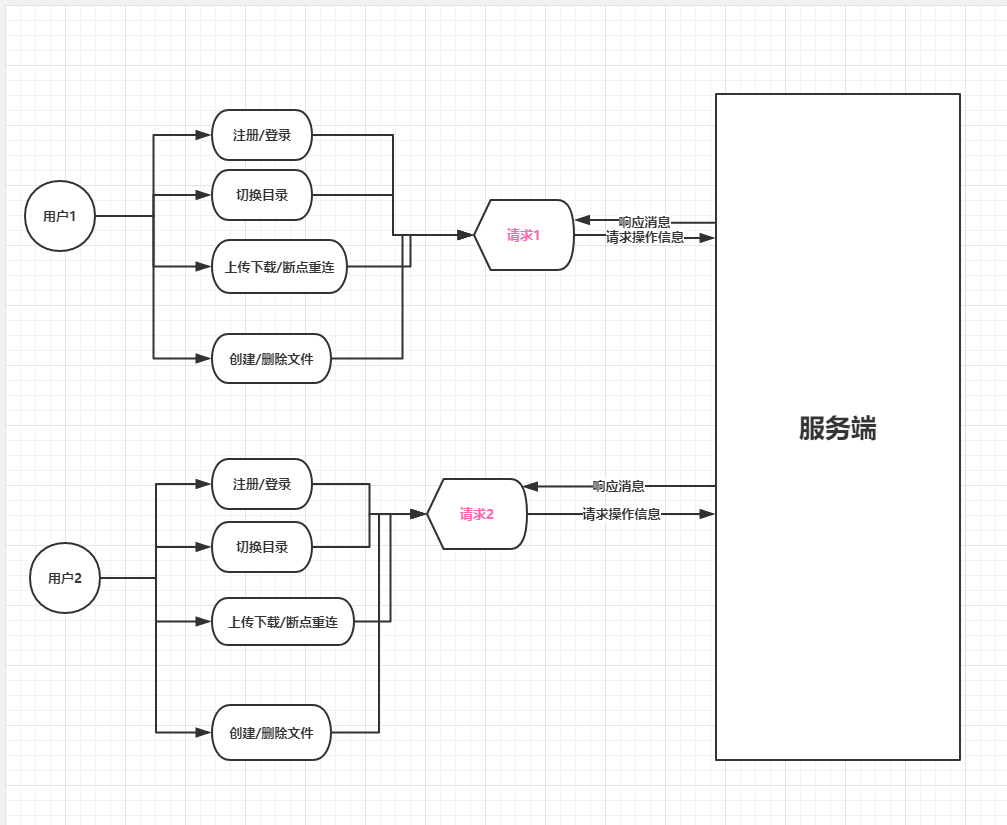 注册/登录
切换目录
用户1
上传下载/断点重连
创建/删除文件
请求1
响应消息
请求操作信息
服务端
注册/登录
切换目录
用户2
上传下载/断点重连
创建/删除文件
请求2
响应消息
请求操作信息